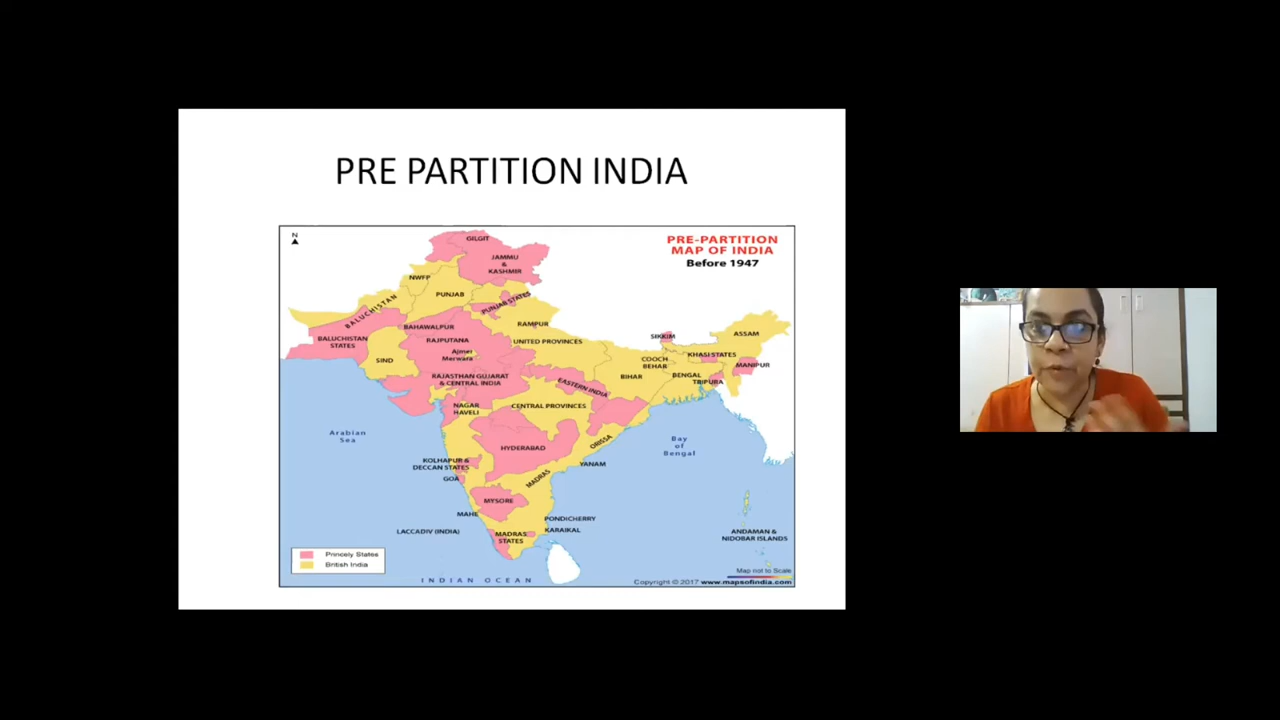 PRE PARTITION INDIA
N
PRE-PARTITION
MAP OF INDIA
Before 1947
GILGIT
JAMMU
&
KASHMIR
NWFP
PUNJAB
BALUCHISTAN
PUNJAB STATES
BAHAWALPUR
RAMPUR
BALUCHISTAN
STATES
RAJPUTANA
UNITED PROVINCES
SIKKIM
ASSAM
SIND
Ajmer
Merwara
COOCH
BEHAR
KHASI STATES
MANIPUR
RAJASTHAN GUJARAT
& CENTRAL INDIA
EASTERN INDIA
BIHAR
BENGAL
TRIPURA
NAGAR
HAVELI
CENTRAL PROVINCES
Arabian
Sea
HYDERABAD
ORISSA
Bay
of
Bengal
KOLHAPUR &
DECCAN STATES
YANAM
GOA
MADRAS
MYSORE
MAHE
PONDICHERRY
LACCADIV (INDIA)
MADRAS
STATES
KARAIKAL
ANDAMAN &
NIDOBAR ISLANDS
Princely States
British India
INDIAN OCEAN
Map not to Scale
Copyright © 2017 www.mapsofindia.com